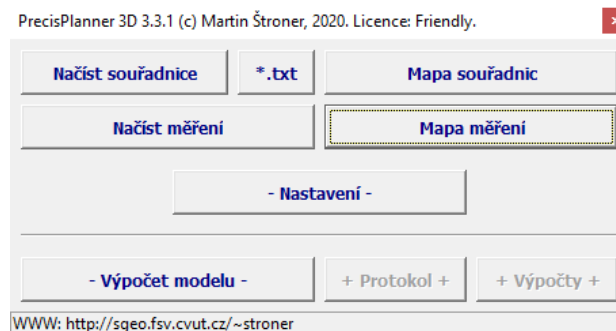 PrecisPlanner 3D 3.3.1 (c) Martin Štroner, 2020. Licence: Friendly.
Načíst souřadnice *.txt Mapa souřadnic
Načíst měření Mapa měření
- Nastavení -
- Výpočet modelu - + Protokol + + Výpočty +
WWW: http://sgeo.fsv.cvut.cz/~stroner